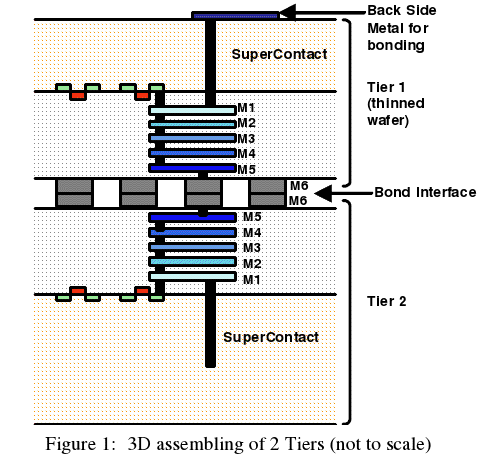 Back Side
Metal for
bonding
SuperContact
Tier 1
(thinned
wafer)
M1
M2
M3
M4
M5
M6
M6
Bond Interface
M5
M4
M3
M2
M1
Tier 2
SuperContact
Figure 1: 3D assembling of 2 Tiers (not to scale)